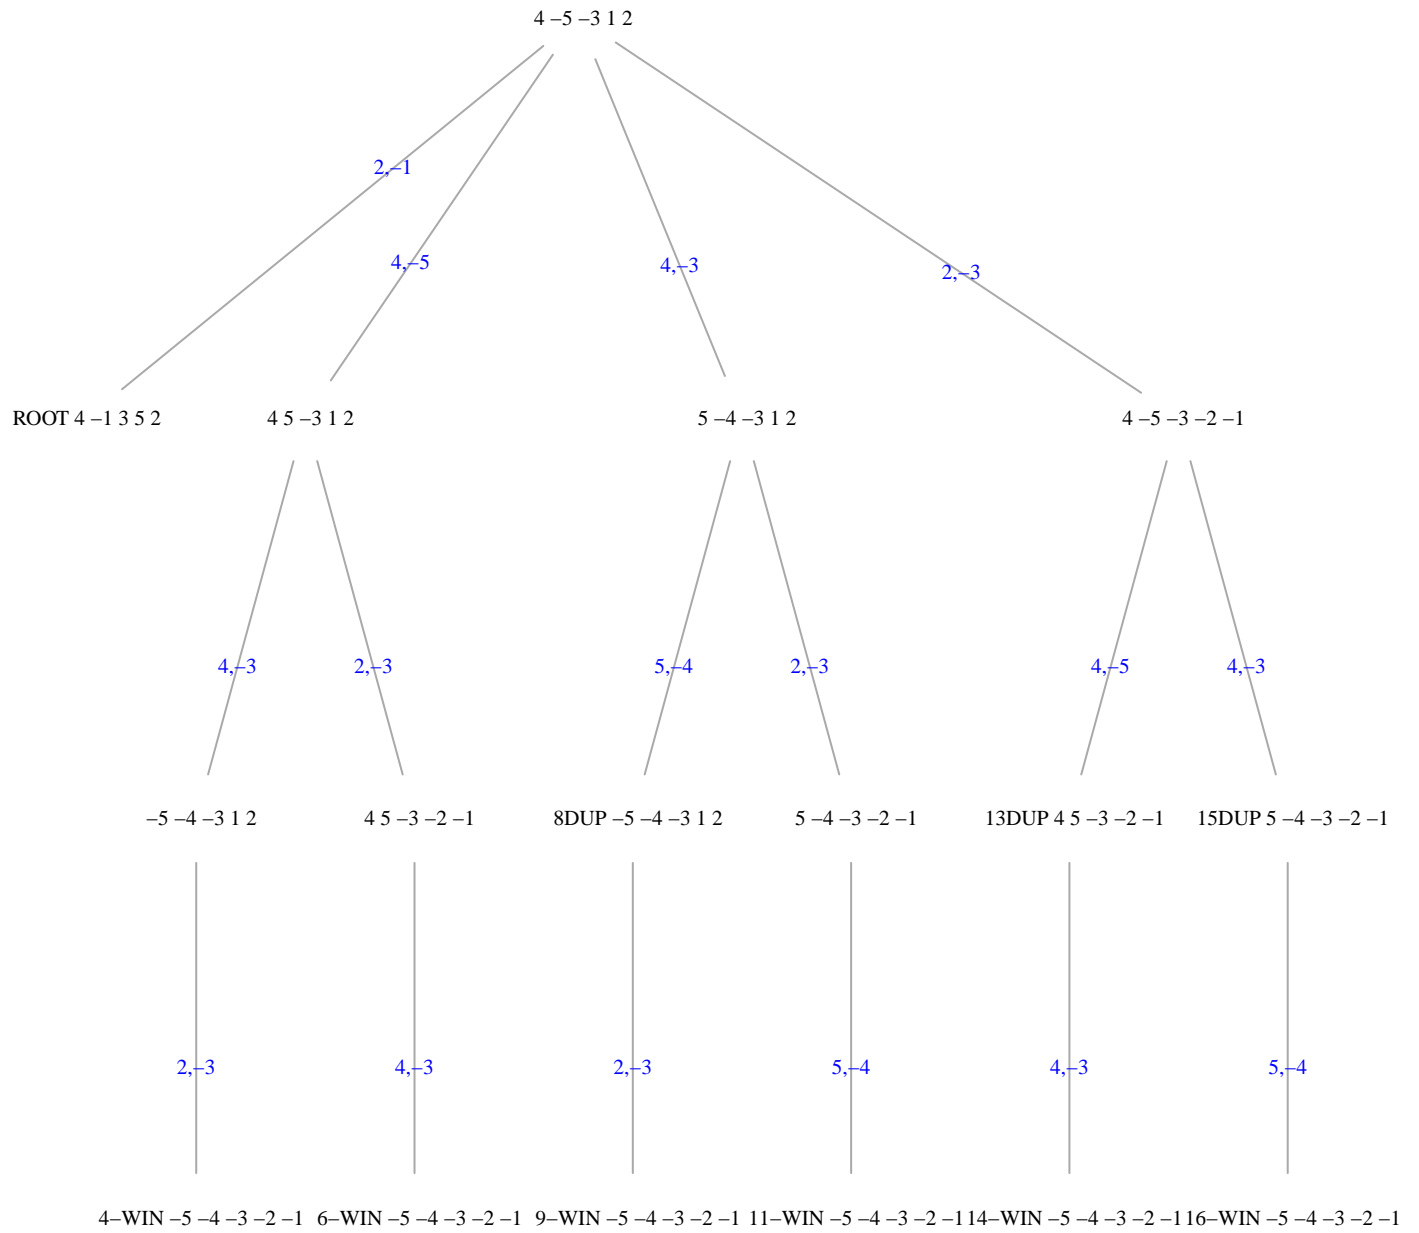 4 –5 –3 1 2
2,–1
4,–5
4,–3
2,–3
ROOT 4 –1 3 5 2
4 5 –3 1 2
5 –4 –3 1 2
4 –5 –3 –2 –1
4,–3
2,–3
5,–4
2,–3
4,–5
4,–3
–5 –4 –3 1 2
4 5 –3 –2 –1
8DUP –5 –4 –3 1 2
5 –4 –3 –2 –1
13DUP 4 5 –3 –2 –1
15DUP 5 –4 –3 –2 –1
2,–3
4,–3
2,–3
5,–4
4,–3
5,–4
4–WIN –5 –4 –3 –2 –1
6–WIN –5 –4 –3 –2 –1
9–WIN –5 –4 –3 –2 –1
11–WIN –5 –4 –3 –2 –1
14–WIN –5 –4 –3 –2 –1
16–WIN –5 –4 –3 –2 –1